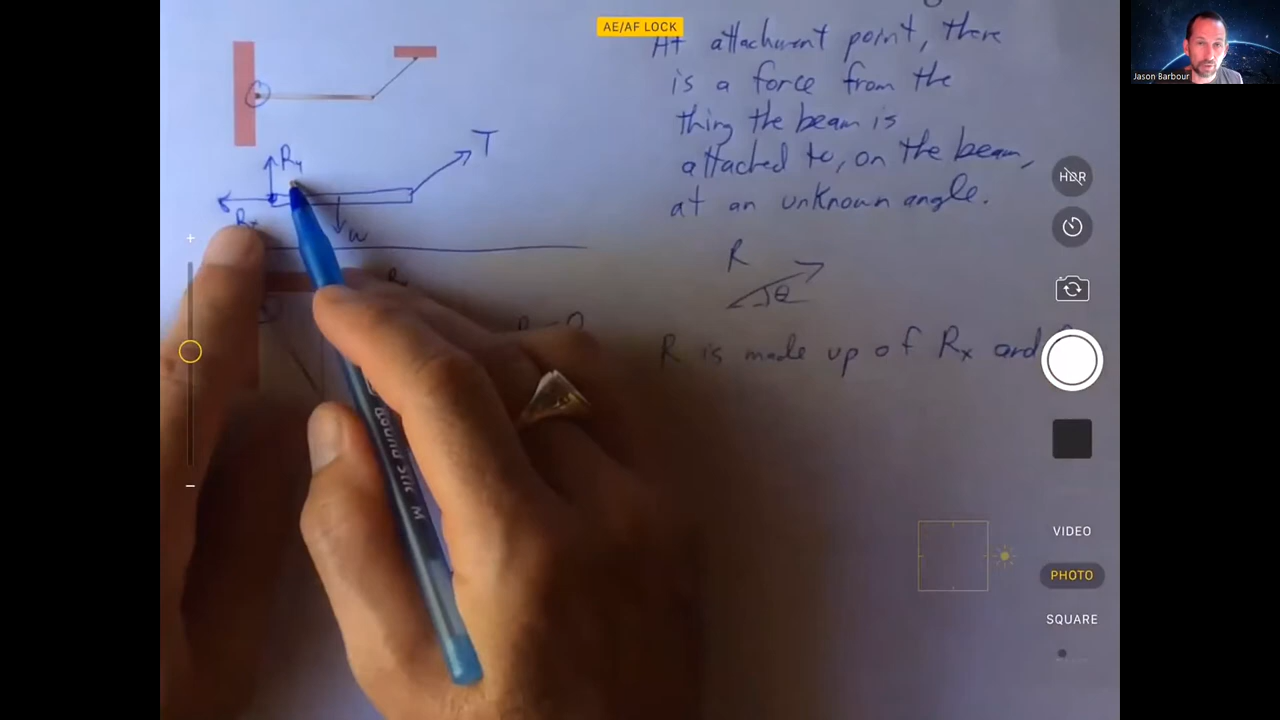 AE/AF LOCK
At attachment point, there
is a force from the
thing the beam is
attached to, on the beam,
at an unknown angle.
R
θ
R is made up of Rx and
T
Ry
Rx
w
Jason Barbour
HDR
VIDEO
PHOTO
SQUARE